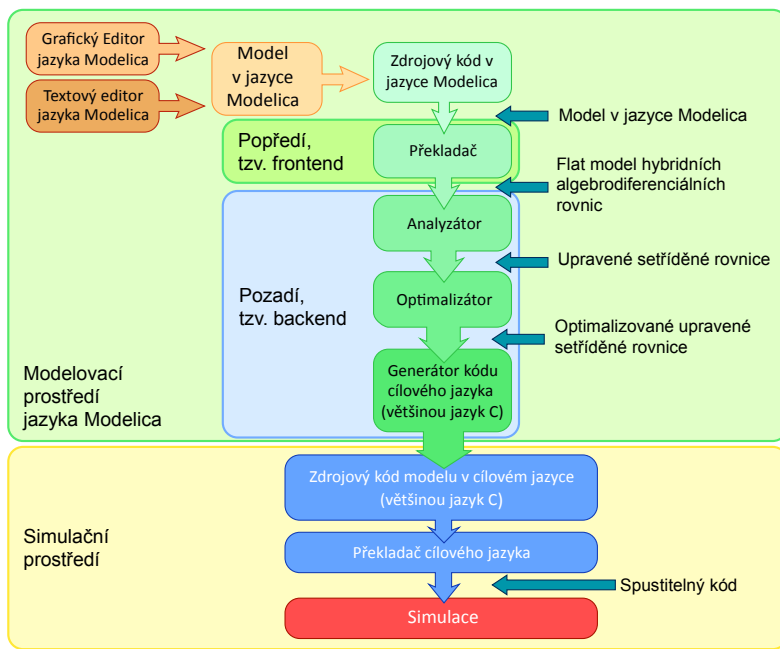 Grafický Editor
jazyka Modelica
Textový editor
jazyka Modelica
Model
v jazyce
Modelica
Zdrojový kód v
jazyce Modelica
Model v jazyce Modelica
Popředí,
tzv. frontend
Překladač
Flat model hybridních
algebrodiferenciálních
rovnic
Analyzátor
Upravené setříděné rovnice
Pozadí,
tzv. backend
Optimalizátor
Optimalizované upravené
setříděné rovnice
Generátor kódu
cílového jazyka
(většinou jazyk C)
Modelovací
prostředí
jazyka Modelica
Zdrojový kód modelu v cílovém jazyce
(většinou jazyk C)
Simulační
prostředí
Překladač cílového jazyka
Spustitelný kód
Simulace